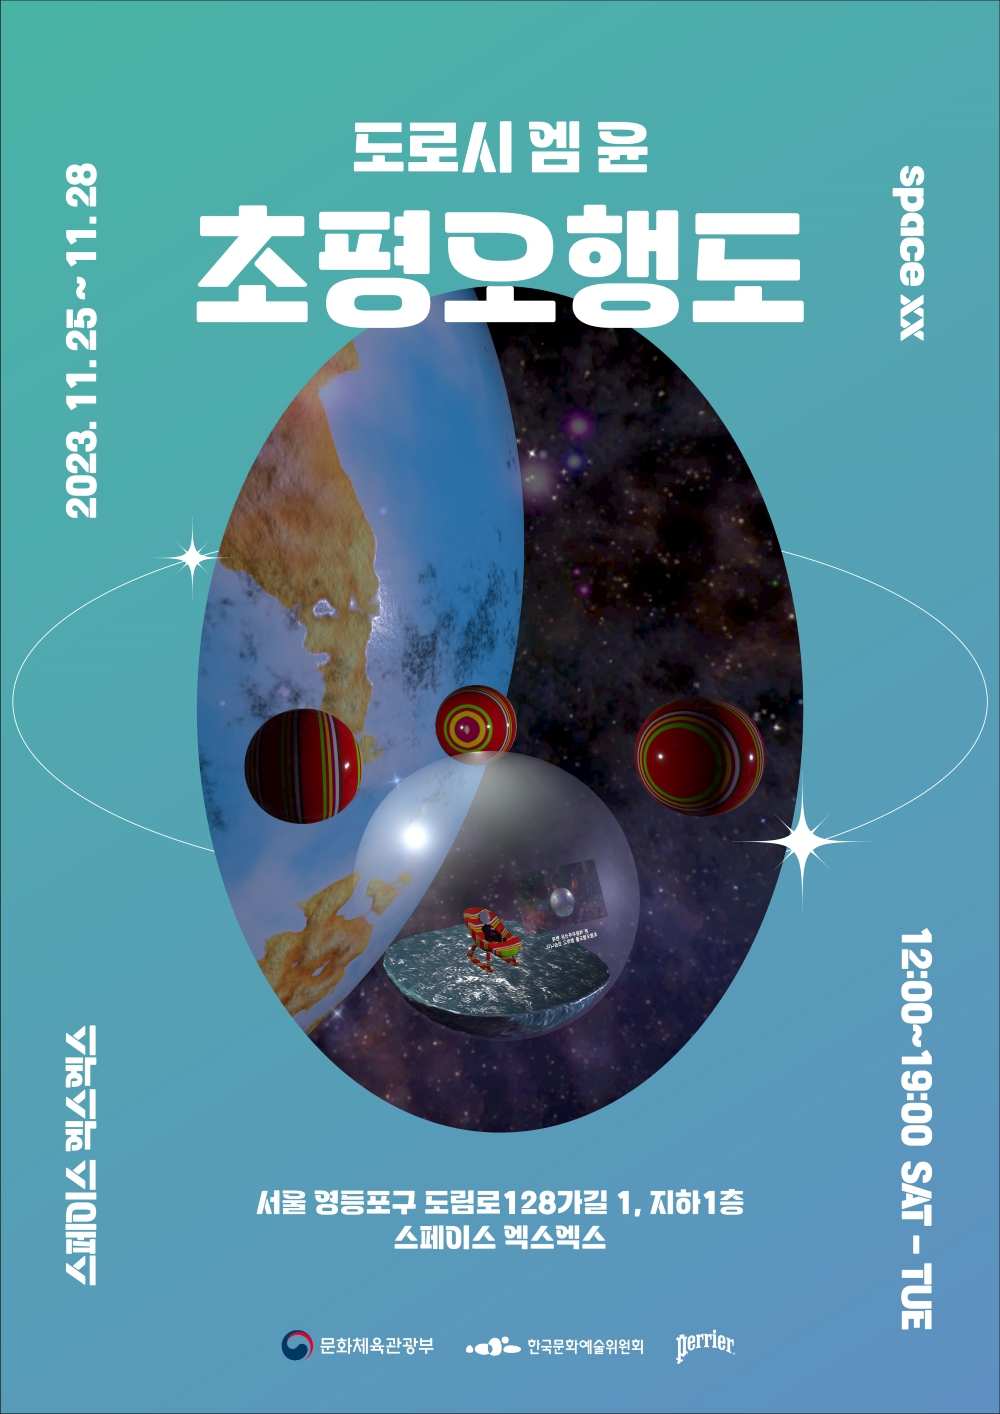 도로시 엠 윤
초평오행도
2023. 11. 25 ~ 11. 28
space xx
스페이스 엑스엑스
12:00~19:00 SAT – TUE
서울 영등포구 도림로128가길 1, 지하1층
스페이스 엑스엑스
문화체육관광부
한국문화예술위원회
perrier